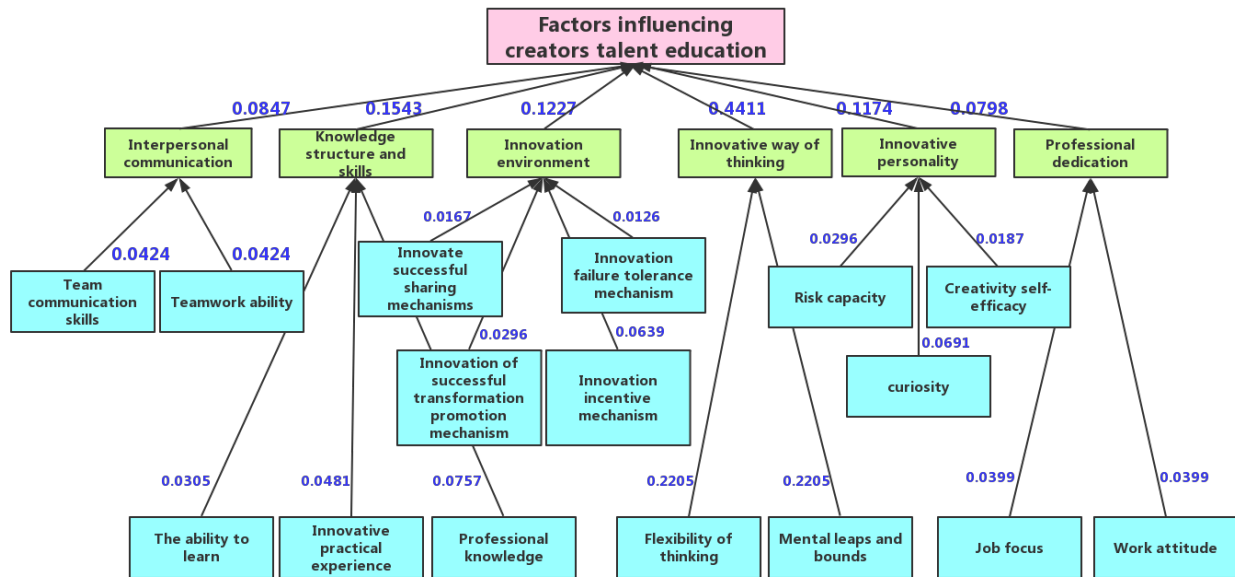 Factors influencing
creators talent education
0.0847
0.1543
0.1227
0.4411
0.1174
0.0798
Interpersonal
communication
Knowledge
structure and
skills
Innovation
environment
Innovative way of
thinking
Innovative
personality
Professional
dedication
0.0424
0.0424
0.0167
0.0126
0.0296
0.0187
Team
communication
skills
Teamwork ability
Innovate
successful
sharing
mechanisms
Innovation
failure tolerance
mechanism
Risk capacity
Creativity self-
efficacy
0.0296
0.0639
0.0691
Innovation of
successful
transformation
promotion
mechanism
Innovation
incentive
mechanism
curiosity
0.0305
0.0481
0.0757
0.2205
0.2205
0.0399
0.0399
The ability to
learn
Innovative
practical
experience
Professional
knowledge
Flexibility of
thinking
Mental leaps and
bounds
Job focus
Work attitude